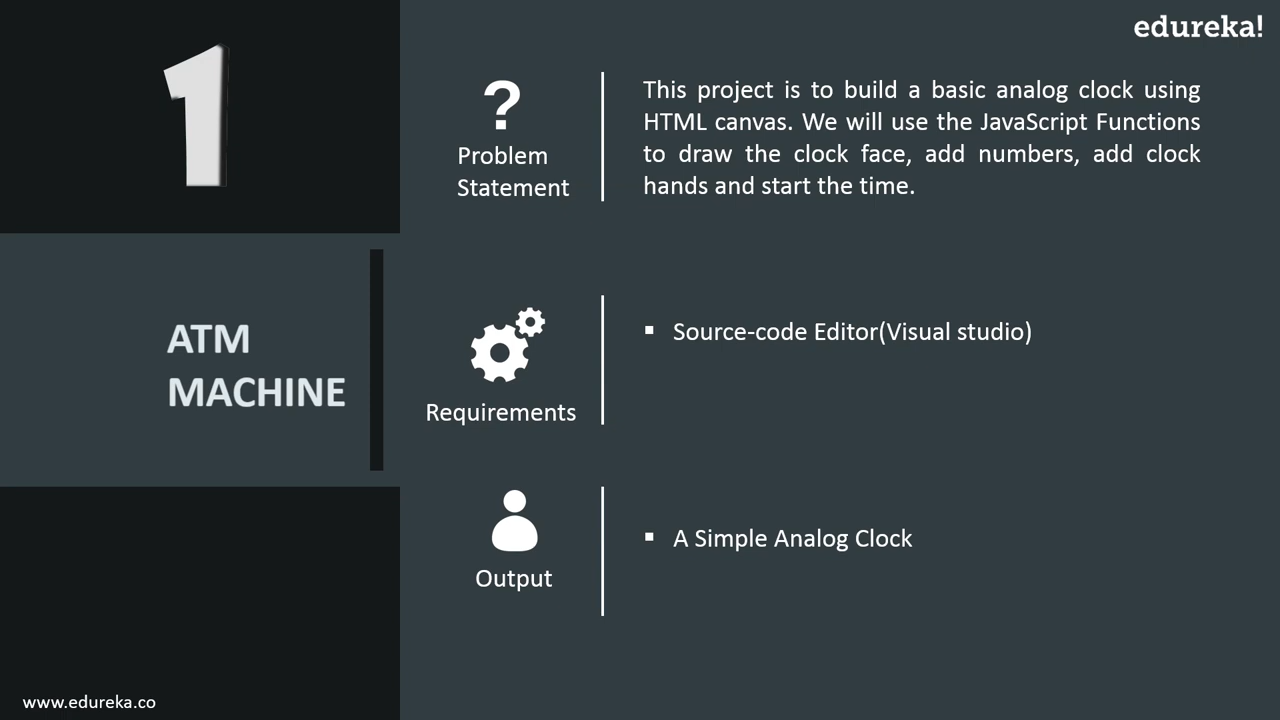 1
edureka!
?
Problem
Statement
This project is to build a basic analog clock using
HTML canvas. We will use the JavaScript Functions
to draw the clock face, add numbers, add clock
hands and start the time.
ATM
MACHINE
Requirements
▪ Source-code Editor(Visual studio)
Output
▪ A Simple Analog Clock
www.edureka.co